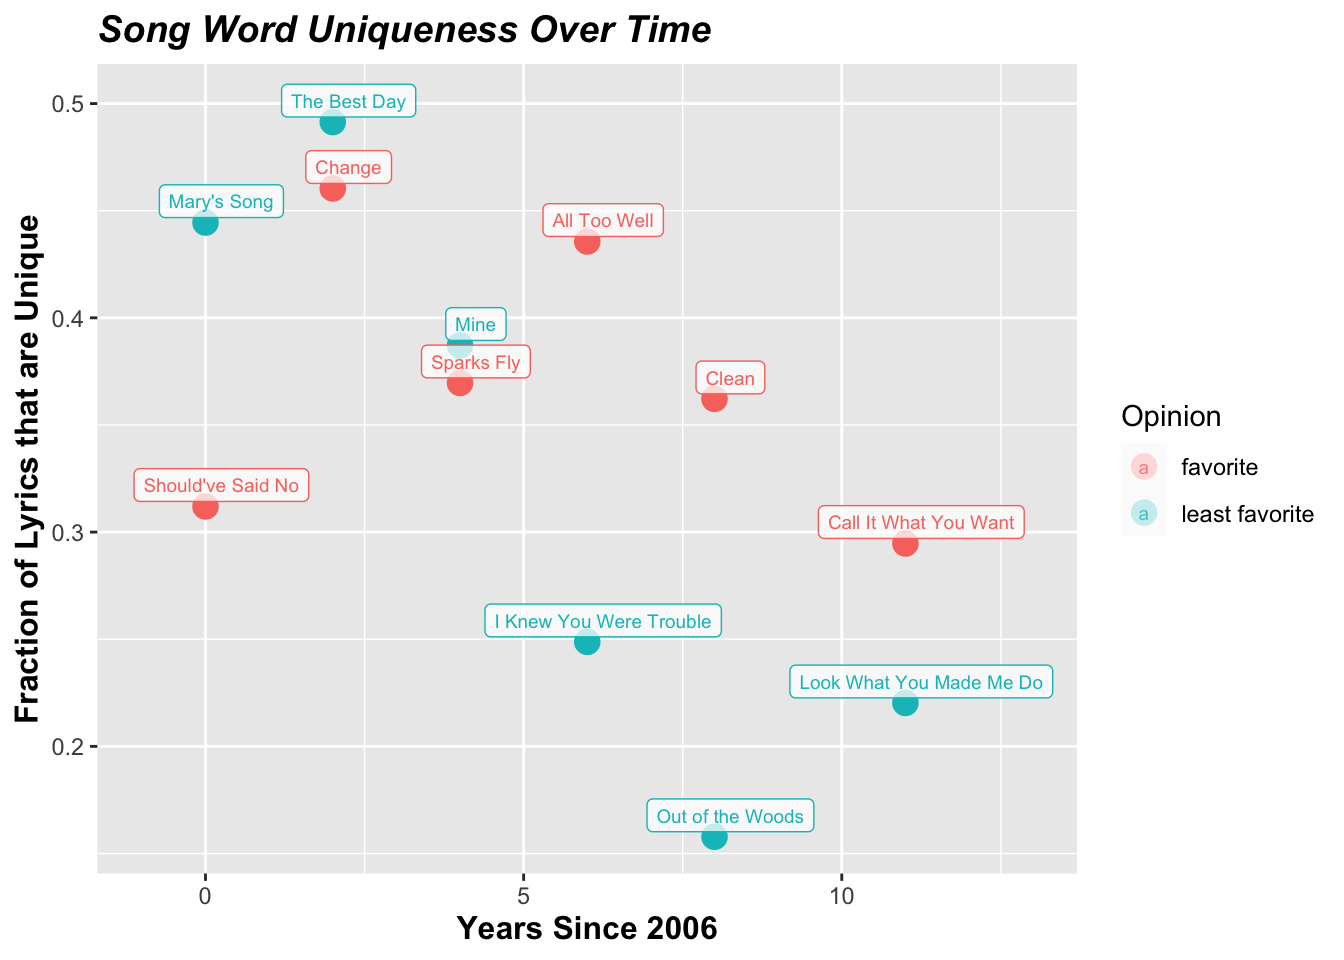 Song Word Uniqueness Over Time
Fraction of Lyrics that are Unique
0.5
0.4
0.3
0.2
The Best Day
Change
Mary's Song
All Too Well
Mine
Sparks Fly
Clean
Should've Said No
Call It What You Want
I Knew You Were Trouble
Look What You Made Me Do
Out of the Woods
0
5
10
Years Since 2006
Opinion
a favorite
a least favorite